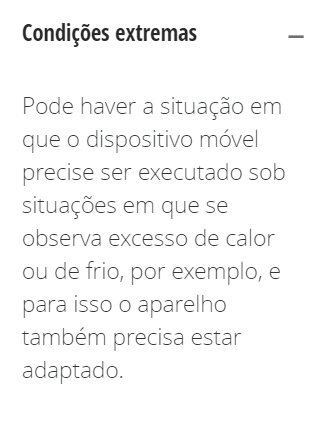 Condições extremas
Pode haver a situação em
que o dispositivo móvel
precise ser executado sob
situações em que se
observa excesso de calor
ou de frio, por exemplo, e
para isso o aparelho
também precisa estar
adaptado.